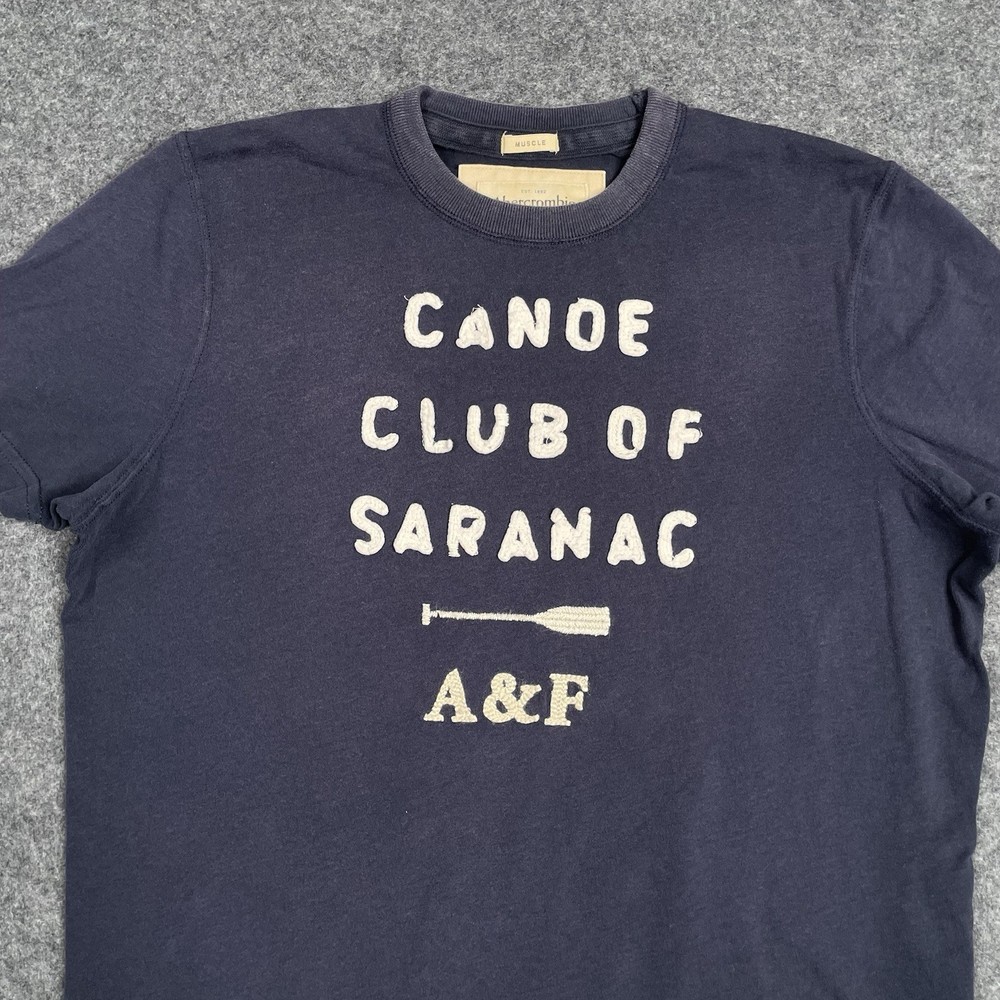 MUSCLE
EST. 1892
Abercrombie
CANOE
CLUB OF
SARANAC
A&F